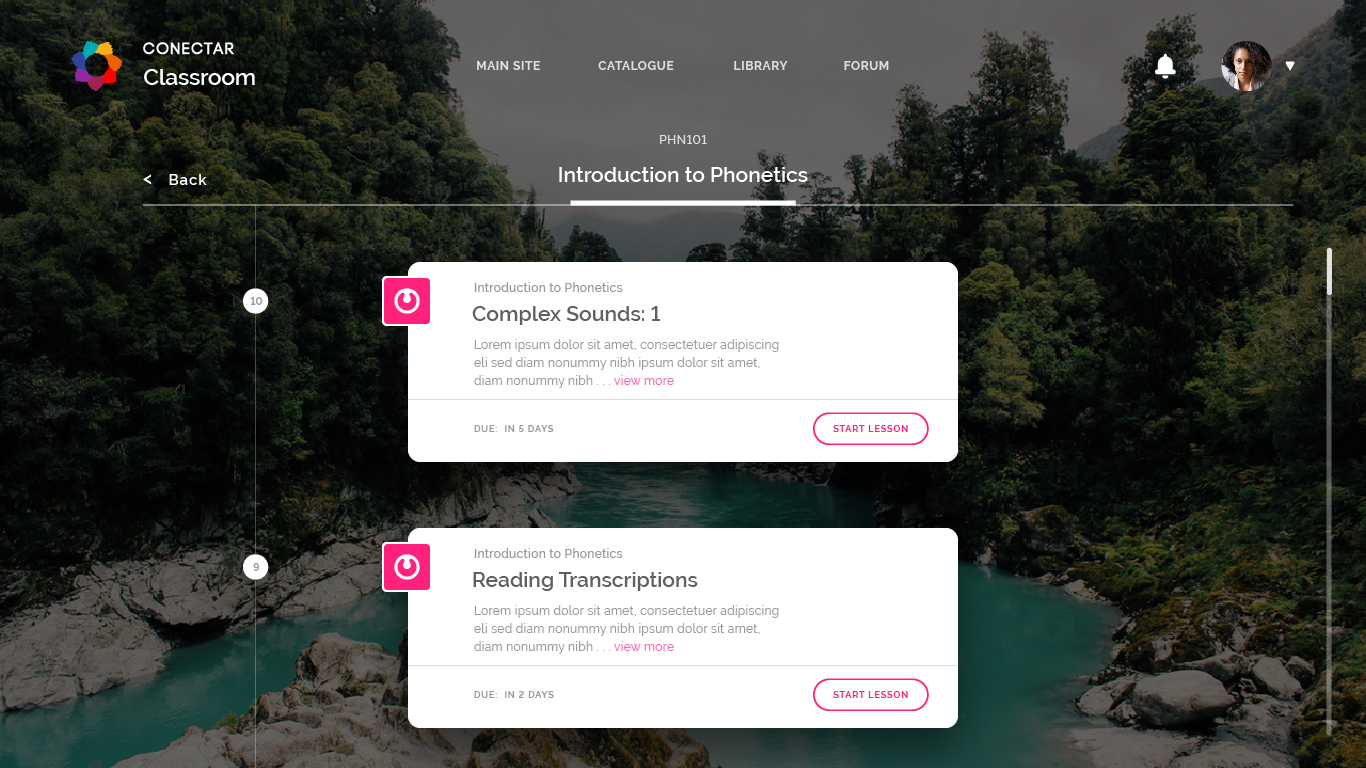 CONECTAR
Classroom
MAIN SITE
CATALOGUE
LIBRARY
FORUM
PHN101
Introduction to Phonetics
< Back
10
Introduction to Phonetics
Complex Sounds: 1
Lorem ipsum dolor sit amet, consectetuer adipiscing
eli sed diam nonummy nibh ipsum dolor sit amet,
diam nonummy nibh . . . view more
DUE: IN 5 DAYS
START LESSON
9
Introduction to Phonetics
Reading Transcriptions
Lorem ipsum dolor sit amet, consectetuer adipiscing
eli sed diam nonummy nibh ipsum dolor sit amet,
diam nonummy nibh . . . view more
DUE: IN 2 DAYS
START LESSON